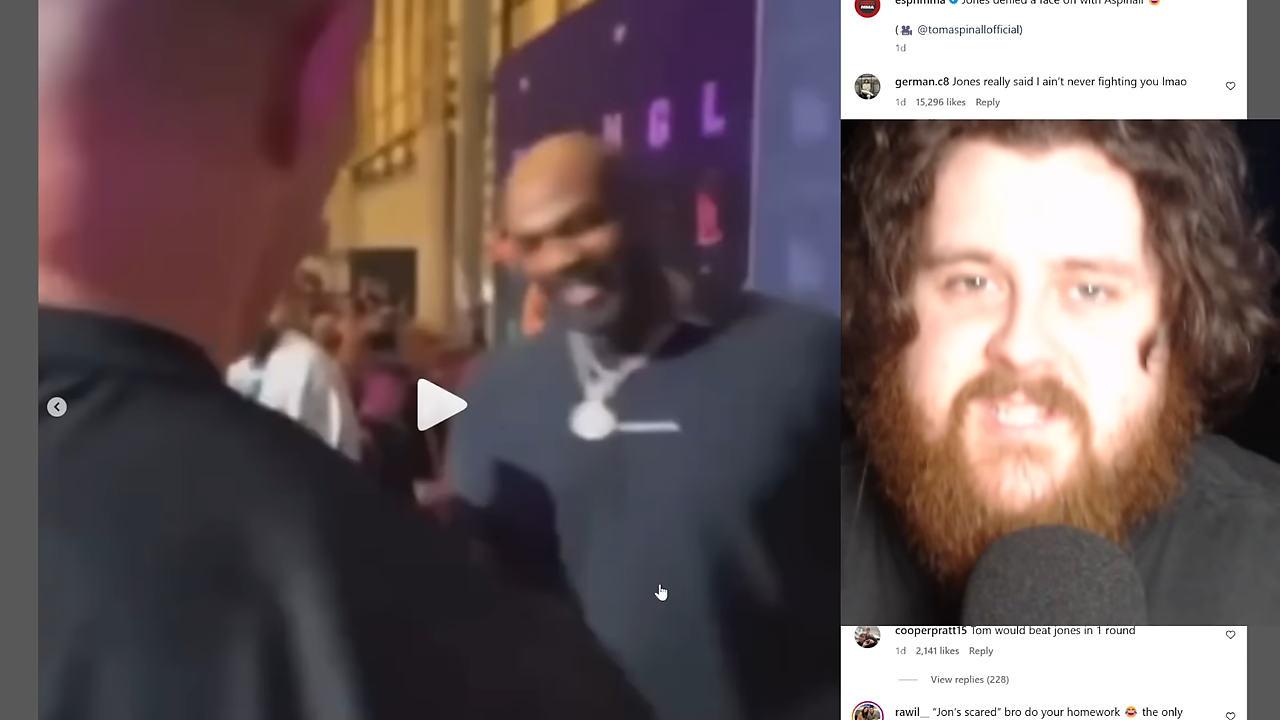 espnmma Jones denied a face off with Aspinall 😅
(🎥 @tomaspinallofficial)
1d
german.c8 Jones really said I ain't never fighting you lmao
1d 15,296 likes Reply
N G L
R
cooperpratt15 Tom would beat jones in 1 round
1d 2,141 likes Reply
View replies (228)
rawil__ “Jon's scared” bro do your homework 😂 the only